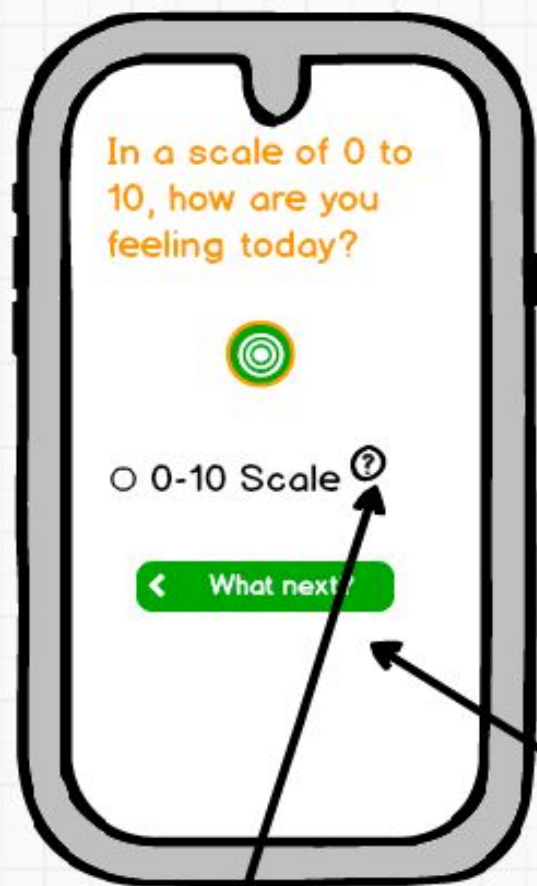 In a scale of 0 to
10, how are you
feeling today?
0-10 Scale ?
What next?